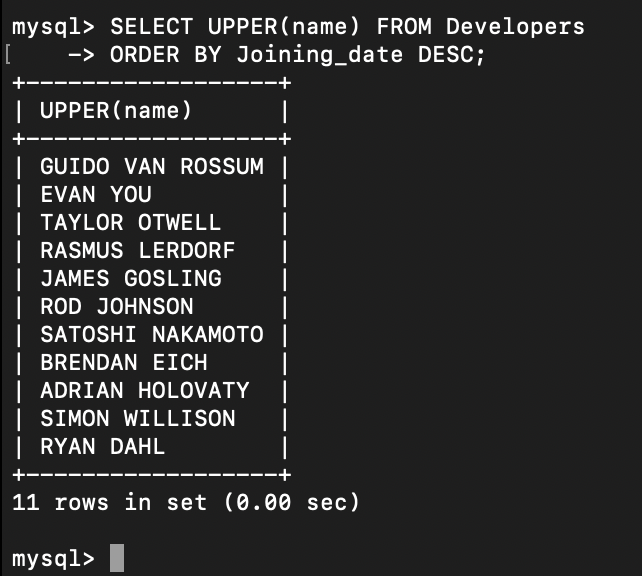 mysql> SELECT UPPER(name) FROM Developers
[    -> ORDER BY Joining_date DESC;
+------------------+
| UPPER(name)      |
+------------------+
| GUIDO VAN ROSSUM |
| EVAN YOU         |
| TAYLOR OTWELL    |
| RASMUS LERDORF   |
| JAMES GOSLING    |
| ROD JOHNSON      |
| SATOSHI NAKAMOTO |
| BRENDAN EICH     |
| ADRIAN HOLOVATY  |
| SIMON WILLISON   |
| RYAN DAHL        |
+------------------+
11 rows in set (0.00 sec)
mysql>